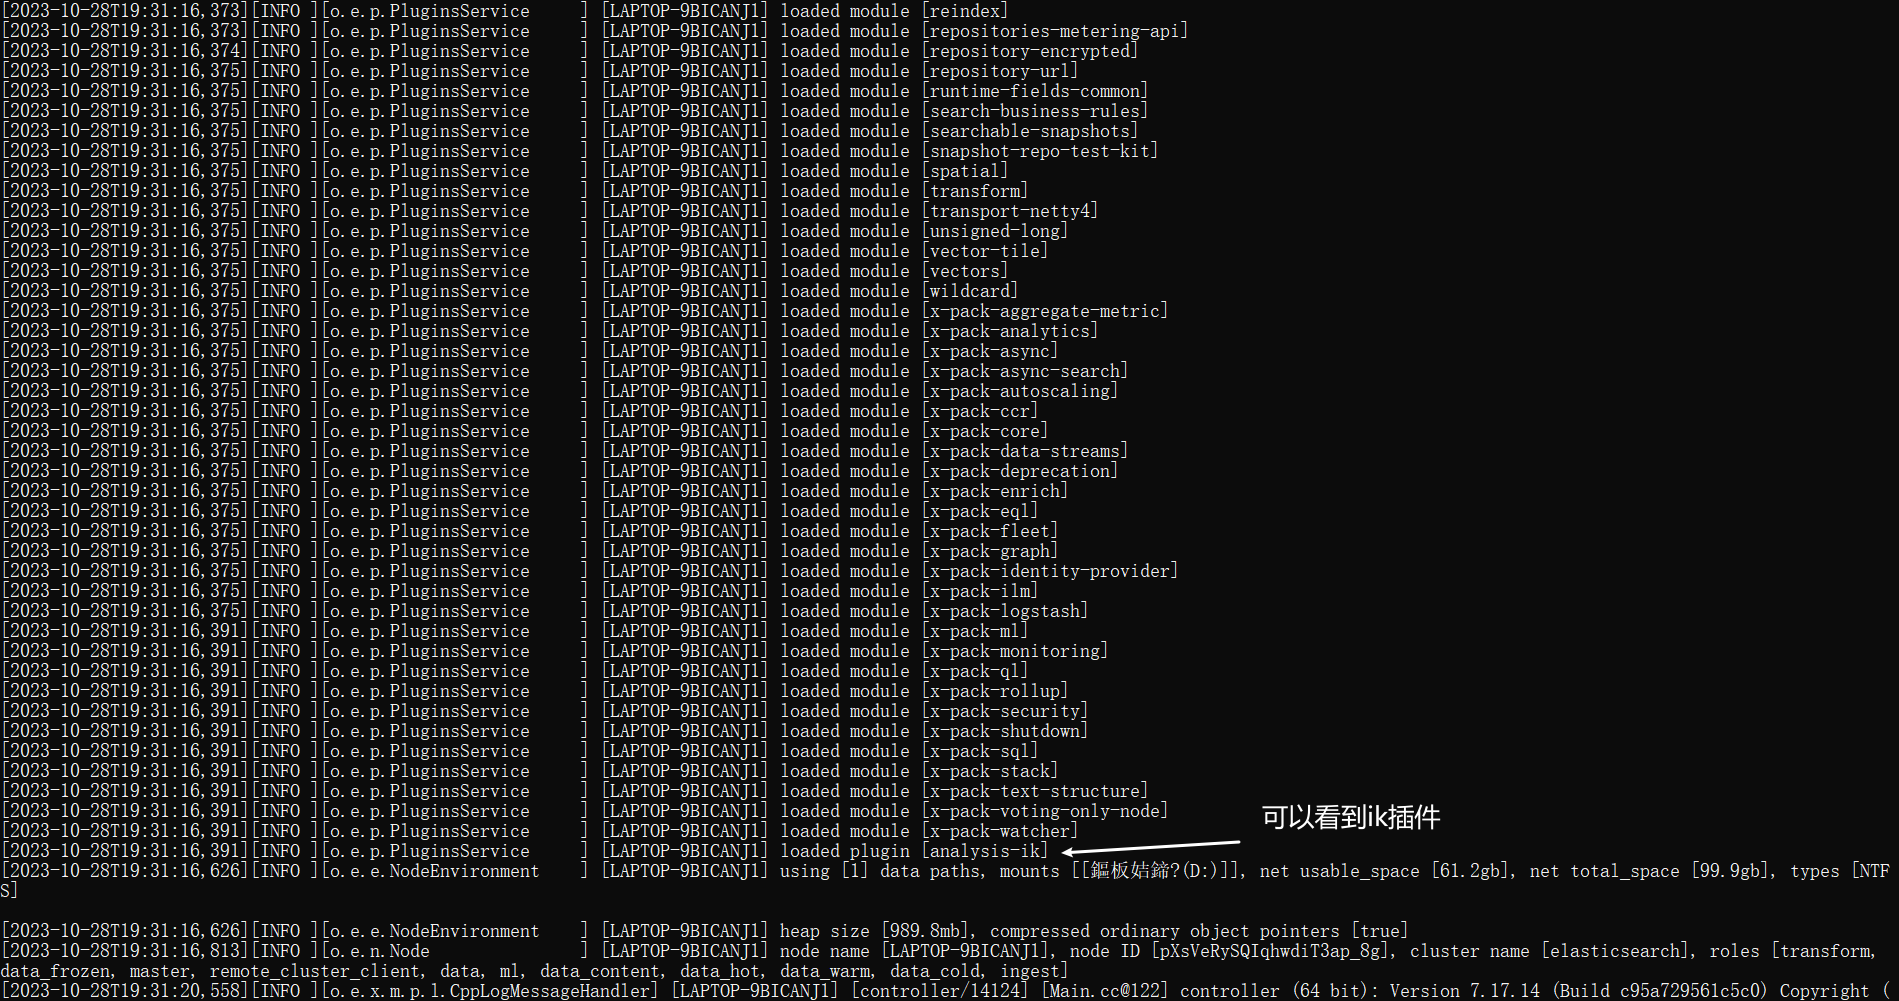 [2023-10-28T19:31:16,373][INFO ][o.e.p.PluginsService     ] [LAPTOP-9BICANJ1] loaded module [reindex]
[2023-10-28T19:31:16,373][INFO ][o.e.p.PluginsService     ] [LAPTOP-9BICANJ1] loaded module [repositories-metering-api]
[2023-10-28T19:31:16,374][INFO ][o.e.p.PluginsService     ] [LAPTOP-9BICANJ1] loaded module [repository-encrypted]
[2023-10-28T19:31:16,375][INFO ][o.e.p.PluginsService     ] [LAPTOP-9BICANJ1] loaded module [repository-url]
[2023-10-28T19:31:16,375][INFO ][o.e.p.PluginsService     ] [LAPTOP-9BICANJ1] loaded module [runtime-fields-common]
[2023-10-28T19:31:16,375][INFO ][o.e.p.PluginsService     ] [LAPTOP-9BICANJ1] loaded module [search-business-rules]
[2023-10-28T19:31:16,375][INFO ][o.e.p.PluginsService     ] [LAPTOP-9BICANJ1] loaded module [searchable-snapshots]
[2023-10-28T19:31:16,375][INFO ][o.e.p.PluginsService     ] [LAPTOP-9BICANJ1] loaded module [snapshot-repo-test-kit]
[2023-10-28T19:31:16,375][INFO ][o.e.p.PluginsService     ] [LAPTOP-9BICANJ1] loaded module [spatial]
[2023-10-28T19:31:16,375][INFO ][o.e.p.PluginsService     ] [LAPTOP-9BICANJ1] loaded module [transform]
[2023-10-28T19:31:16,375][INFO ][o.e.p.PluginsService     ] [LAPTOP-9BICANJ1] loaded module [transport-netty4]
[2023-10-28T19:31:16,375][INFO ][o.e.p.PluginsService     ] [LAPTOP-9BICANJ1] loaded module [unsigned-long]
[2023-10-28T19:31:16,375][INFO ][o.e.p.PluginsService     ] [LAPTOP-9BICANJ1] loaded module [vector-tile]
[2023-10-28T19:31:16,375][INFO ][o.e.p.PluginsService     ] [LAPTOP-9BICANJ1] loaded module [vectors]
[2023-10-28T19:31:16,375][INFO ][o.e.p.PluginsService     ] [LAPTOP-9BICANJ1] loaded module [wildcard]
[2023-10-28T19:31:16,375][INFO ][o.e.p.PluginsService     ] [LAPTOP-9BICANJ1] loaded module [x-pack-aggregate-metric]
[2023-10-28T19:31:16,375][INFO ][o.e.p.PluginsService     ] [LAPTOP-9BICANJ1] loaded module [x-pack-analytics]
[2023-10-28T19:31:16,375][INFO ][o.e.p.PluginsService     ] [LAPTOP-9BICANJ1] loaded module [x-pack-async]
[2023-10-28T19:31:16,375][INFO ][o.e.p.PluginsService     ] [LAPTOP-9BICANJ1] loaded module [x-pack-async-search]
[2023-10-28T19:31:16,375][INFO ][o.e.p.PluginsService     ] [LAPTOP-9BICANJ1] loaded module [x-pack-autoscaling]
[2023-10-28T19:31:16,375][INFO ][o.e.p.PluginsService     ] [LAPTOP-9BICANJ1] loaded module [x-pack-ccr]
[2023-10-28T19:31:16,375][INFO ][o.e.p.PluginsService     ] [LAPTOP-9BICANJ1] loaded module [x-pack-core]
[2023-10-28T19:31:16,375][INFO ][o.e.p.PluginsService     ] [LAPTOP-9BICANJ1] loaded module [x-pack-data-streams]
[2023-10-28T19:31:16,375][INFO ][o.e.p.PluginsService     ] [LAPTOP-9BICANJ1] loaded module [x-pack-deprecation]
[2023-10-28T19:31:16,375][INFO ][o.e.p.PluginsService     ] [LAPTOP-9BICANJ1] loaded module [x-pack-enrich]
[2023-10-28T19:31:16,375][INFO ][o.e.p.PluginsService     ] [LAPTOP-9BICANJ1] loaded module [x-pack-eql]
[2023-10-28T19:31:16,375][INFO ][o.e.p.PluginsService     ] [LAPTOP-9BICANJ1] loaded module [x-pack-fleet]
[2023-10-28T19:31:16,375][INFO ][o.e.p.PluginsService     ] [LAPTOP-9BICANJ1] loaded module [x-pack-graph]
[2023-10-28T19:31:16,375][INFO ][o.e.p.PluginsService     ] [LAPTOP-9BICANJ1] loaded module [x-pack-identity-provider]
[2023-10-28T19:31:16,375][INFO ][o.e.p.PluginsService     ] [LAPTOP-9BICANJ1] loaded module [x-pack-ilm]
[2023-10-28T19:31:16,375][INFO ][o.e.p.PluginsService     ] [LAPTOP-9BICANJ1] loaded module [x-pack-logstash]
[2023-10-28T19:31:16,391][INFO ][o.e.p.PluginsService     ] [LAPTOP-9BICANJ1] loaded module [x-pack-ml]
[2023-10-28T19:31:16,391][INFO ][o.e.p.PluginsService     ] [LAPTOP-9BICANJ1] loaded module [x-pack-monitoring]
[2023-10-28T19:31:16,391][INFO ][o.e.p.PluginsService     ] [LAPTOP-9BICANJ1] loaded module [x-pack-ql]
[2023-10-28T19:31:16,391][INFO ][o.e.p.PluginsService     ] [LAPTOP-9BICANJ1] loaded module [x-pack-rollup]
[2023-10-28T19:31:16,391][INFO ][o.e.p.PluginsService     ] [LAPTOP-9BICANJ1] loaded module [x-pack-security]
[2023-10-28T19:31:16,391][INFO ][o.e.p.PluginsService     ] [LAPTOP-9BICANJ1] loaded module [x-pack-shutdown]
[2023-10-28T19:31:16,391][INFO ][o.e.p.PluginsService     ] [LAPTOP-9BICANJ1] loaded module [x-pack-sql]
[2023-10-28T19:31:16,391][INFO ][o.e.p.PluginsService     ] [LAPTOP-9BICANJ1] loaded module [x-pack-stack]
[2023-10-28T19:31:16,391][INFO ][o.e.p.PluginsService     ] [LAPTOP-9BICANJ1] loaded module [x-pack-text-structure]
[2023-10-28T19:31:16,391][INFO ][o.e.p.PluginsService     ] [LAPTOP-9BICANJ1] loaded module [x-pack-voting-only-node]
可以看到ik插件
[2023-10-28T19:31:16,391][INFO ][o.e.p.PluginsService     ] [LAPTOP-9BICANJ1] loaded module [x-pack-watcher]
[2023-10-28T19:31:16,391][INFO ][o.e.p.PluginsService     ] [LAPTOP-9BICANJ1] loaded plugin [analysis-ik]
[2023-10-28T19:31:16,626][INFO ][o.e.e.NodeEnvironment    ] [LAPTOP-9BICANJ1] using [1] data paths, mounts [[鏂板姞鍗?(D:)]], net usable_space [61.2gb], net total_space [99.9gb], types [NTF
S]
[2023-10-28T19:31:16,626][INFO ][o.e.e.NodeEnvironment    ] [LAPTOP-9BICANJ1] heap size [989.8mb], compressed ordinary object pointers [true]
[2023-10-28T19:31:16,813][INFO ][o.e.n.Node               ] [LAPTOP-9BICANJ1] node name [LAPTOP-9BICANJ1], node ID [pXsVeRySQIqhwdiT3ap_8g], cluster name [elasticsearch], roles [transform,
data_frozen, master, remote_cluster_client, data, ml, data_content, data_hot, data_warm, data_cold, ingest]
[2023-10-28T19:31:20,558][INFO ][o.e.x.m.p.l.CppLogMessageHandler] [LAPTOP-9BICANJ1] [controller/14124] [Main.cc@122] controller (64 bit): Version 7.17.14 (Build c95a729561c5c0) Copyright (